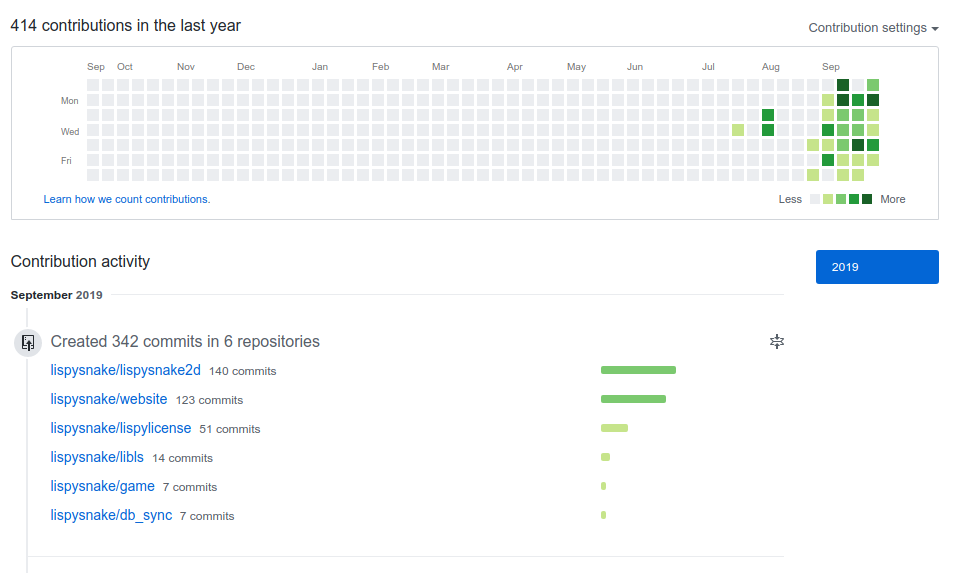 414 contributions in the last year
Contribution settings
Sep Oct Nov Dec Jan Feb Mar Apr May Jun Jul Aug Sep
Mon
Wed
Fri
Learn how we count contributions.
Less More
Contribution activity
2019
September 2019
Created 342 commits in 6 repositories
lispysnake/lispysnake2d 140 commits
lispysnake/website 123 commits
lispysnake/lispylicense 51 commits
lispysnake/libls 14 commits
lispysnake/game 7 commits
lispysnake/db_sync 7 commits